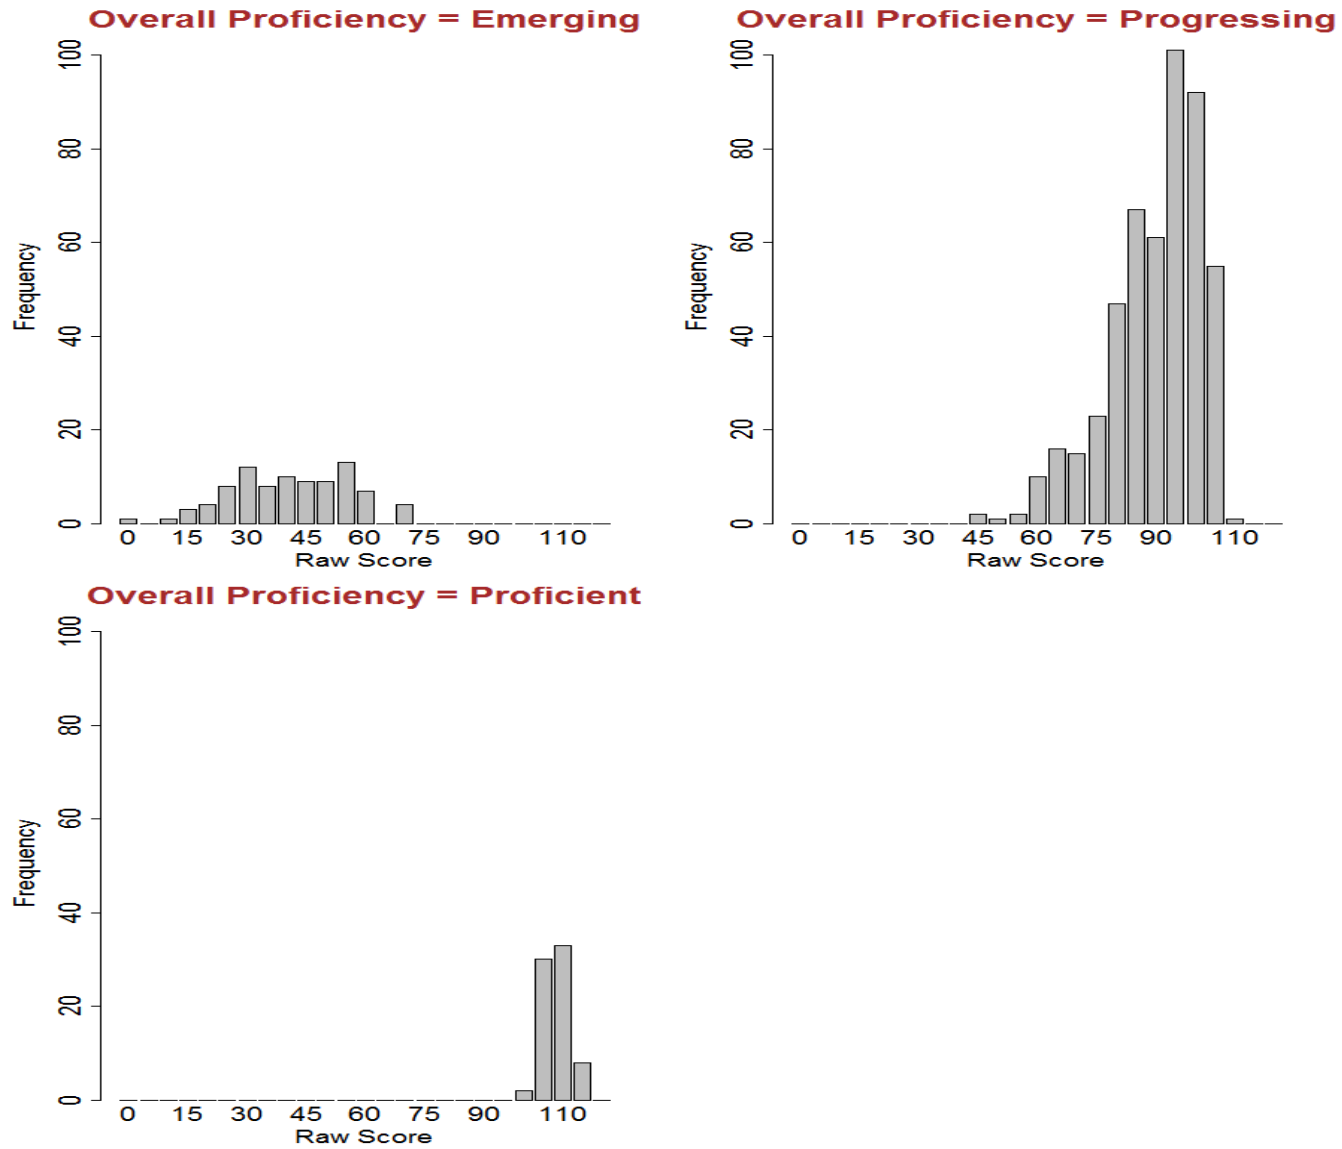 Overall Proficiency = Emerging
Frequency
0 20 40 60 80 100
0 15 30 45 60 75 90 110
Raw Score
Overall Proficiency = Progressing
Frequency
0 20 40 60 80 100
0 15 30 45 60 75 90 110
Raw Score
Overall Proficiency = Proficient
Frequency
0 20 40 60 80 100
0 15 30 45 60 75 90 110
Raw Score